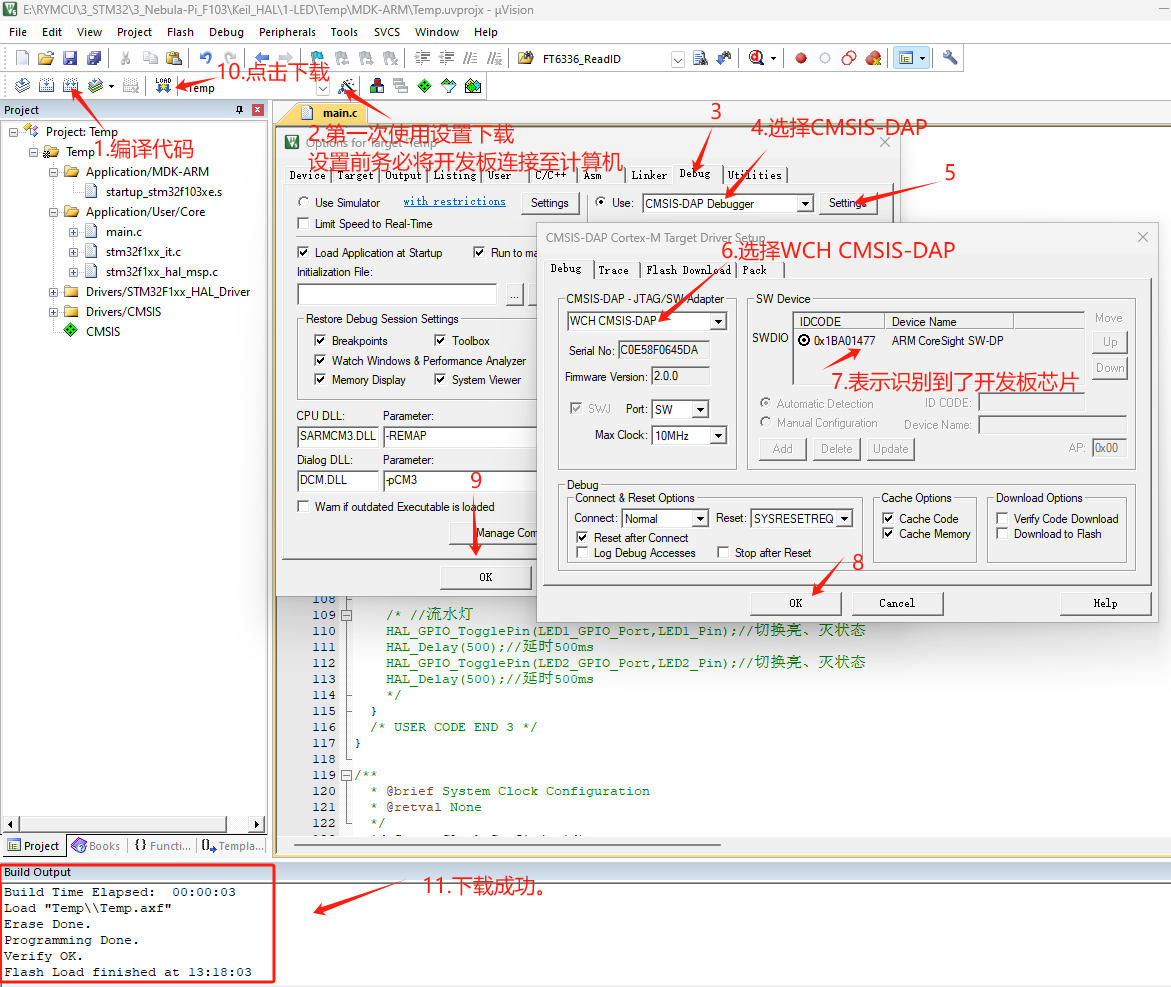 E:\RYMCU\3_STM32\3_Nebula-Pi_F103\Keil_HAL\1-LED\Temp\MDK-ARM\Temp.uvprojx - µVision
File Edit View Project Flash Debug Peripherals Tools SVCS Window Help
FT6336_ReadID
LOAD
Temp
10.点击下载
Project
main.c
Project: Temp
Temp
Application/MDK-ARM
startup_stm32f103xe.s
Application/User/Core
main.c
stm32f1xx_it.c
stm32f1xx_hal_msp.c
Drivers/STM32F1xx_HAL_Driver
Drivers/CMSIS
CMSIS
1.编译代码
2.第一次使用设置下载
设置前务必将开发板连接至计算机
3
4.选择CMSIS-DAP
5
Options for Target 'Temp'
Device Target Output Listing User C/C++ Asm Linker Debug Utilities
Use Simulator with restrictions Settings
Use: CMSIS-DAP Debugger Settings
Limit Speed to Real-Time
Load Application at Startup Run to ma
Initialization File:
...
Restore Debug Session Settings
Breakpoints Toolbox
Watch Windows & Performance Analyzer
Memory Display System Viewer
CPU DLL: Parameter:
SARMCM3.DLL -REMAP
Dialog DLL: Parameter:
DCM.DLL -pCM3
Warn if outdated Executable is loaded
9
Manage Com
OK
CMSIS-DAP Cortex-M Target Driver Setup
6.选择WCH CMSIS-DAP
Debug Trace Flash Download Pack
CMSIS-DAP - JTAG/SW Adapter
WCH CMSIS-DAP
Serial No: C0E58F0645DA
Firmware Version: 2.0.0
SWJ Port: SW
Max Clock: 10MHz
SW Device
IDCODE Device Name Move
SWDIO 0x1BA01477 ARM CoreSight SW-DP Up
Down
7.表示识别到了开发板芯片
Automatic Detection ID CODE:
Manual Configuration Device Name:
Add Delete Update AP: 0x00
Debug
Connect & Reset Options
Connect: Normal Reset: SYSRESETREQ
Reset after Connect
Log Debug Accesses Stop after Reset
Cache Options
Cache Code
Cache Memory
Download Options
Verify Code Download
Download to Flash
8
OK Cancel Help
108
109 /* //流水灯
110 HAL_GPIO_TogglePin(LED1_GPIO_Port,LED1_Pin);//切换亮、灭状态
111 HAL_Delay(500);//延时500ms
112 HAL_GPIO_TogglePin(LED2_GPIO_Port,LED2_Pin);//切换亮、灭状态
113 HAL_Delay(500);//延时500ms
114 */
115 }
116 /* USER CODE END 3 */
117 }
118
119 /**
120 * @brief System Clock Configuration
121 * @retval None
122 */
Project Books {} Functi... Templa...
Build Output
Build Time Elapsed: 00:00:03
Load "Temp\\Temp.axf"
Erase Done.
Programming Done.
Verify OK.
Flash Load finished at 13:18:03
11.下载成功。